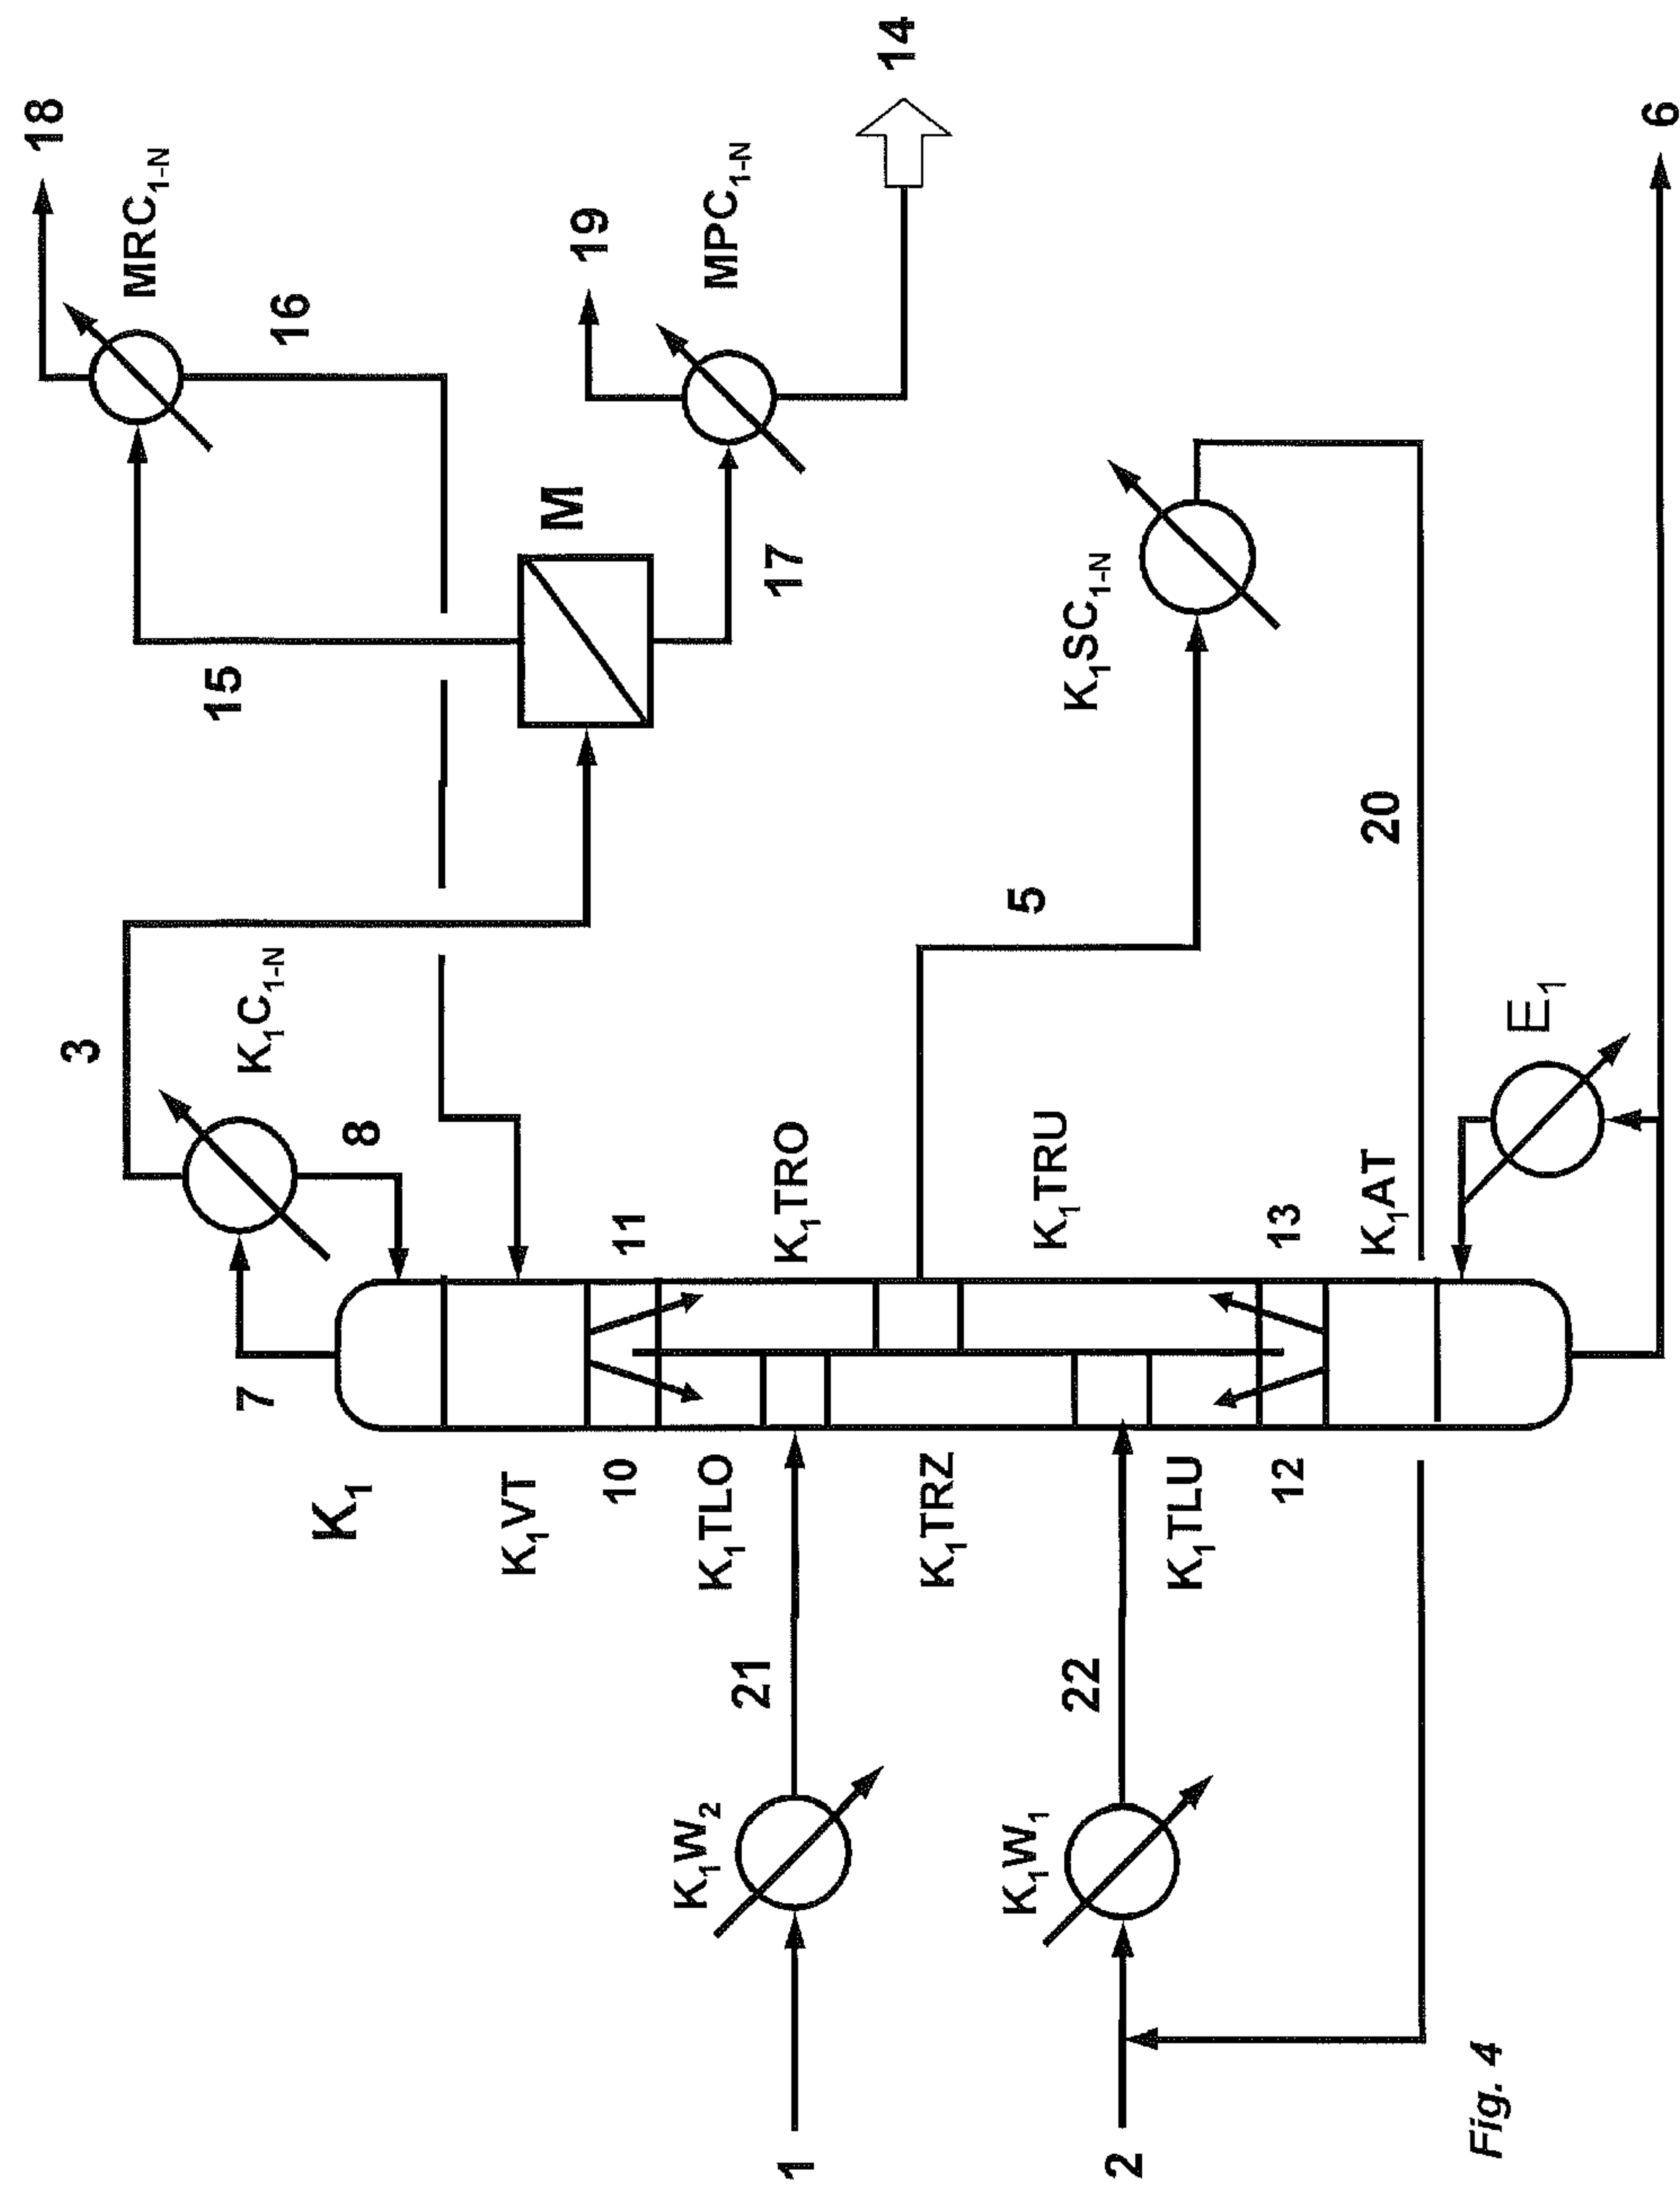 18
MRC₁₋ₙ
16
15
14
19
MPC₁₋ₙ
M
17
3
K₁C₁₋ₙ
8
7
K₁
K₁VT
11
10
K₁TRO
K₁TLO
21
K₁W₂
1
5
K₁SC₁₋ₙ
K₁TRZ
K₁TRU
K₁TLU
22
K₁W₁
2
13
12
K₁AT
20
E₁
6
Fig. 4